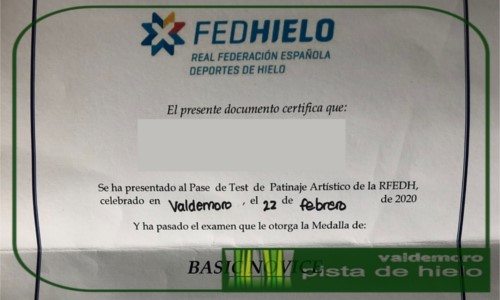 FEDHIELO
REAL FEDERACIÓN ESPAÑOLA
DEPORTES DE HIELO
El presente documento certifica que:
Se ha presentado al Pase de Test de Patinaje Artístico de la RFEDH,
celebrado en Valdemoro, el 22 de febrero de 2020
Y ha pasado el examen que le otorga la Medalla de:
BASIC NOVICE
valdemoro
pista de hielo